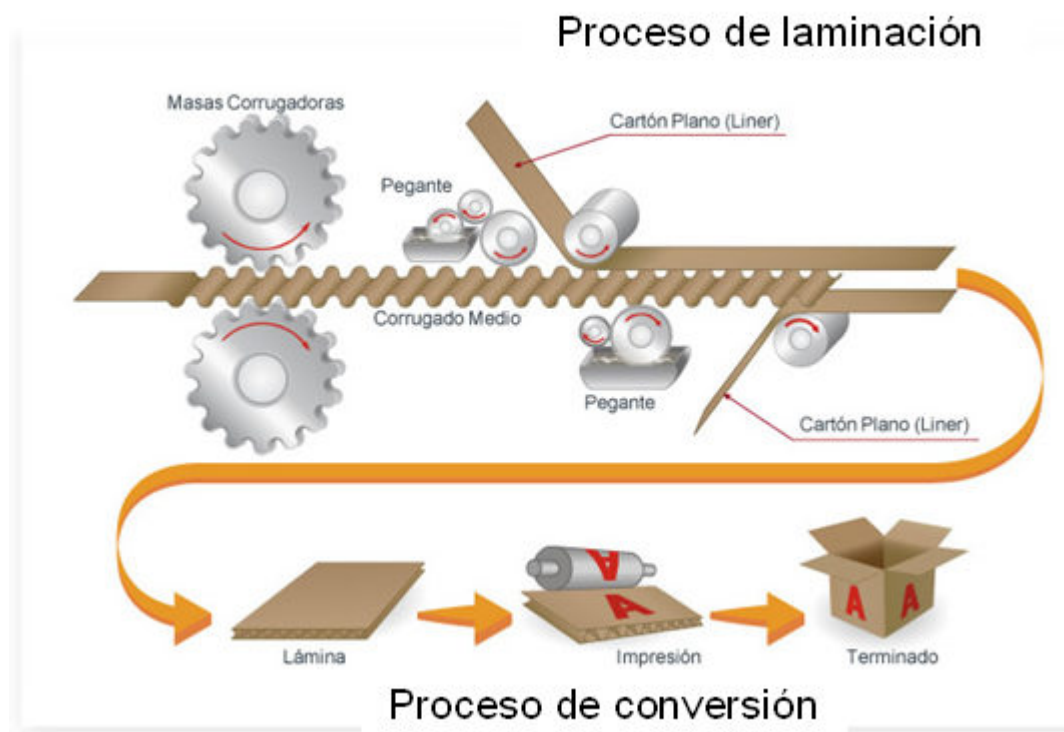 Proceso de laminación
Masas Corrugadoras
Cartón Plano (Liner)
Pegante
Corrugado Medio
Pegante
Cartón Plano (Liner)
A
A
A
A
Lámina
Impresión
Terminado
Proceso de conversión